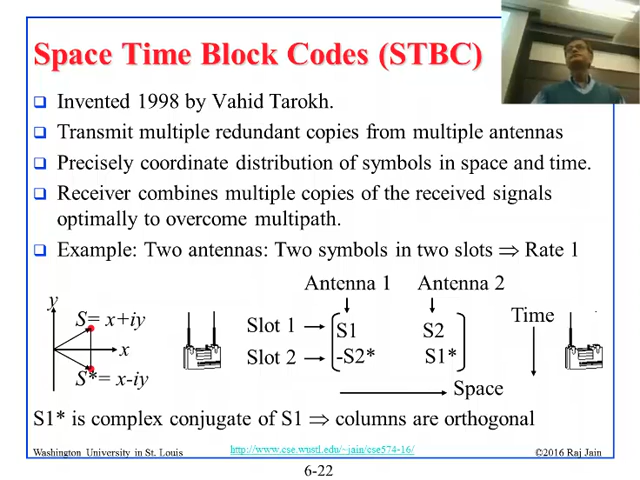 Space Time Block Codes (STBC)
Invented 1998 by Vahid Tarokh.
Transmit multiple redundant copies from multiple antennas
Precisely coordinate distribution of symbols in space and time.
Receiver combines multiple copies of the received signals
optimally to overcome multipath.
Example: Two antennas: Two symbols in two slots ⇒ Rate 1
Antenna 1 Antenna 2
y
S= x+iy
x
S*= x-iy
Slot 1 S1 S2
Slot 2 -S2* S1*
Time
Space
S1* is complex conjugate of S1 ⇒ columns are orthogonal
Washington University in St. Louis
http://www.cse.wustl.edu/~jain/cse574-16/
©2016 Raj Jain
6-22